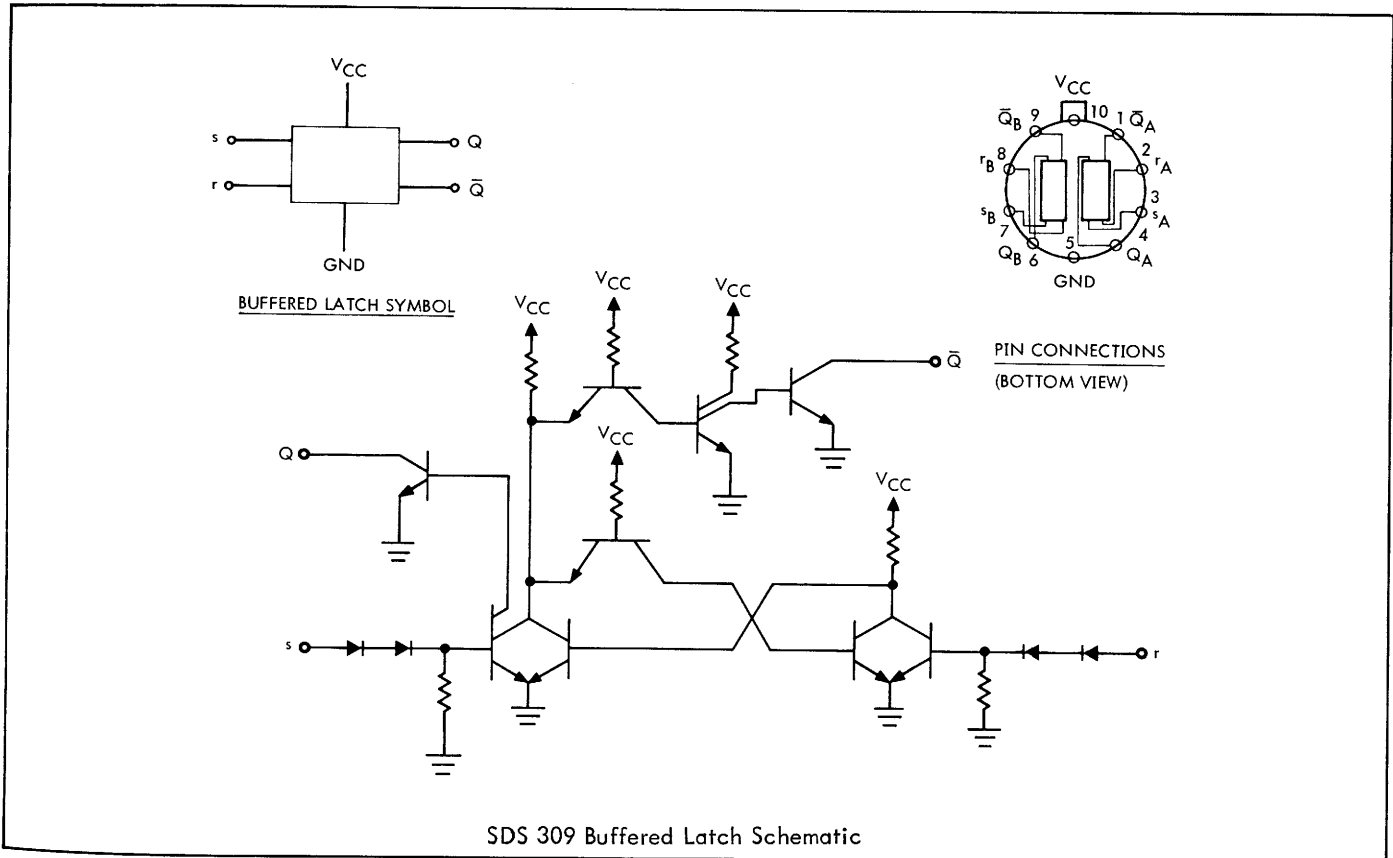 VCC
s
Q
r
Q̅
GND
BUFFERED LATCH SYMBOL
VCC
Q̅B 9 10 1 Q̅A
rB 8 2 rA
sB 7 3 sA
QB 6 5 4 QA
GND
PIN CONNECTIONS
(BOTTOM VIEW)
VCC
VCC
VCC
Q̅
Q
VCC
VCC
s
r
SDS 309 Buffered Latch Schematic